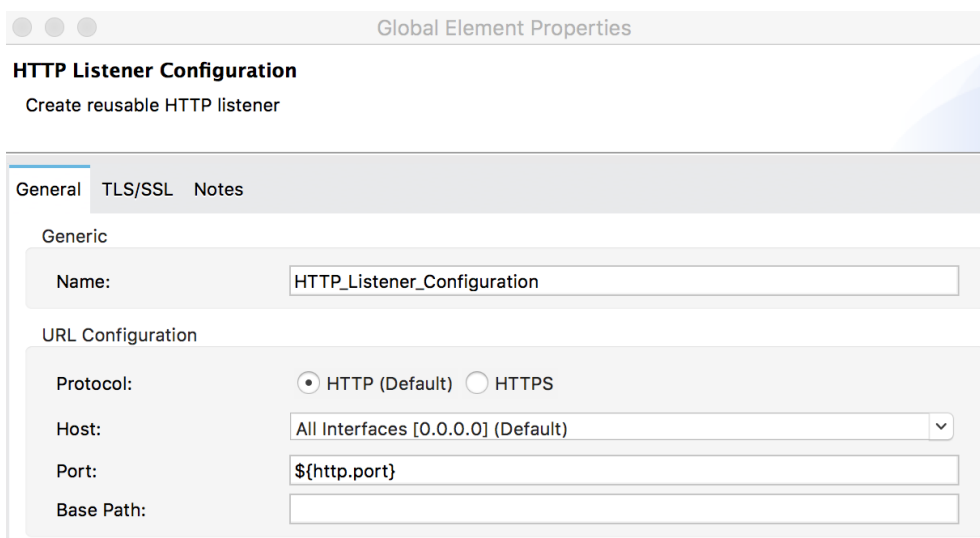 Global Element Properties
HTTP Listener Configuration
Create reusable HTTP listener
General TLS/SSL Notes
Generic
Name: HTTP_Listener_Configuration
URL Configuration
Protocol: HTTP (Default) HTTPS
Host: All Interfaces [0.0.0.0] (Default)
Port: ${http.port}
Base Path: